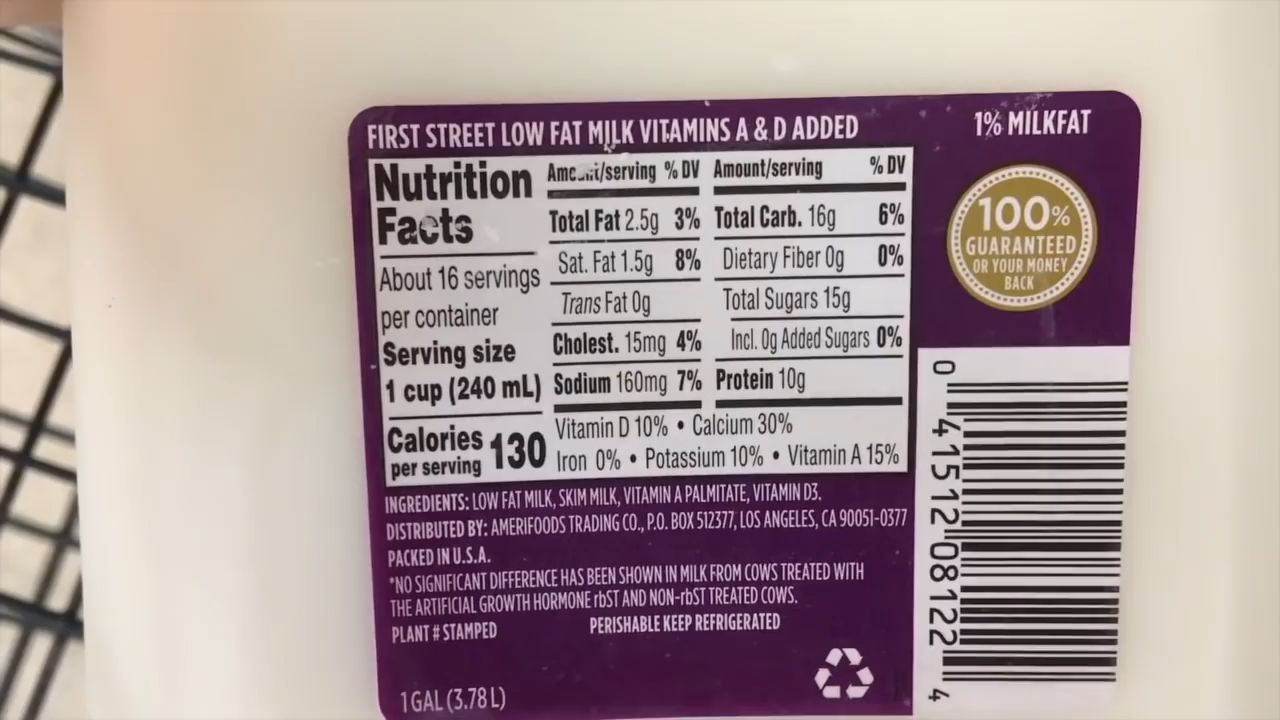 FIRST STREET LOW FAT MILK VITAMINS A & D ADDED
1% MILKFAT
Nutrition
Facts
About 16 servings
per container
Serving size
1 cup (240 mL)
Calories
per serving
130
Amount/serving % DV
Total Fat 2.5g 3%
Sat. Fat 1.5g 8%
Trans Fat 0g
Cholest. 15mg 4%
Sodium 160mg 7%
Amount/serving % DV
Total Carb. 16g 6%
Dietary Fiber 0g 0%
Total Sugars 15g
Incl. 0g Added Sugars 0%
Protein 10g
Vitamin D 10% • Calcium 30%
Iron 0% • Potassium 10% • Vitamin A 15%
100%
GUARANTEED
OR YOUR MONEY
BACK
INGREDIENTS: LOW FAT MILK, SKIM MILK, VITAMIN A PALMITATE, VITAMIN D3.
DISTRIBUTED BY: AMERIFOODS TRADING CO., P.O. BOX 512377, LOS ANGELES, CA 90051-0377
PACKED IN U.S.A.
*NO SIGNIFICANT DIFFERENCE HAS BEEN SHOWN IN MILK FROM COWS TREATED WITH
THE ARTIFICIAL GROWTH HORMONE rbST AND NON-rbST TREATED COWS.
PLANT # STAMPED
PERISHABLE KEEP REFRIGERATED
1 GAL (3.78 L)
0 41512 08122 4